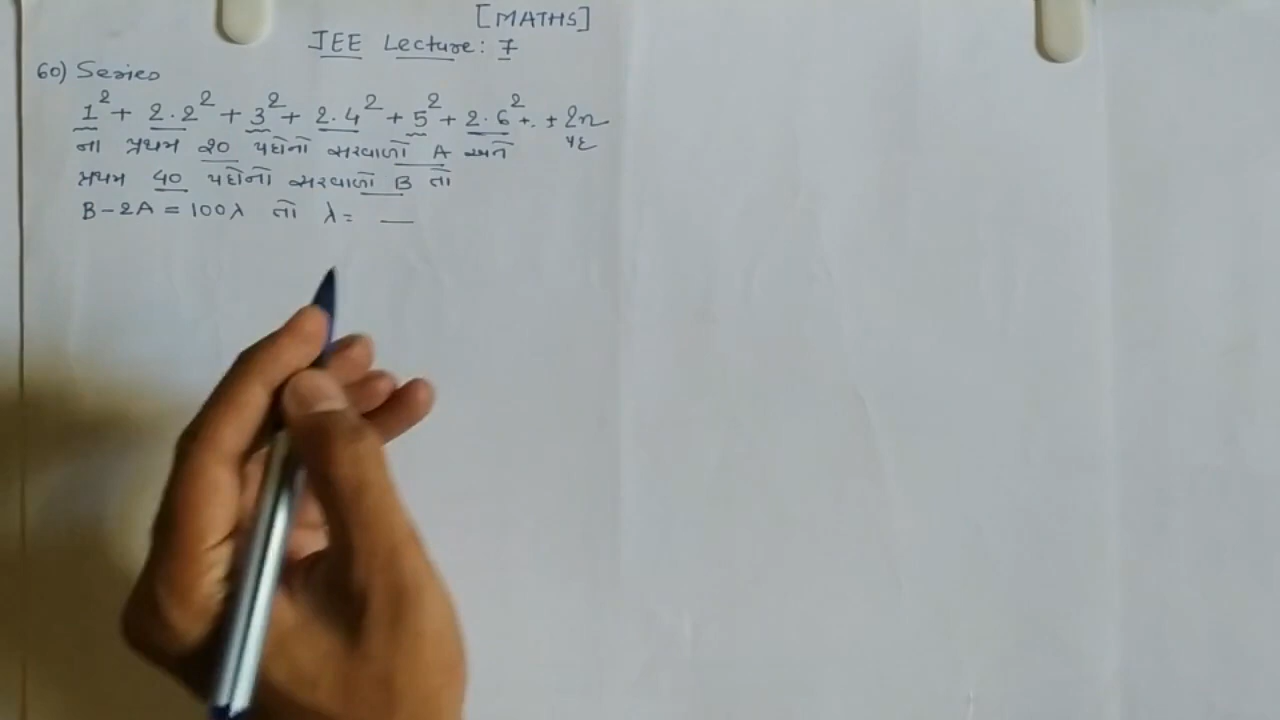 [MATHS]
JEE Lecture: 7
60) Series
1² + 2.2² + 3² + 2.4² + 5² + 2.6² + .. + 2n પદ
ના પ્રથમ ૨૦ પદોનો સરવાળો A અને
પ્રથમ 40 પદોનો સરવાળો B તો
B-2A = 100λ તો λ = __